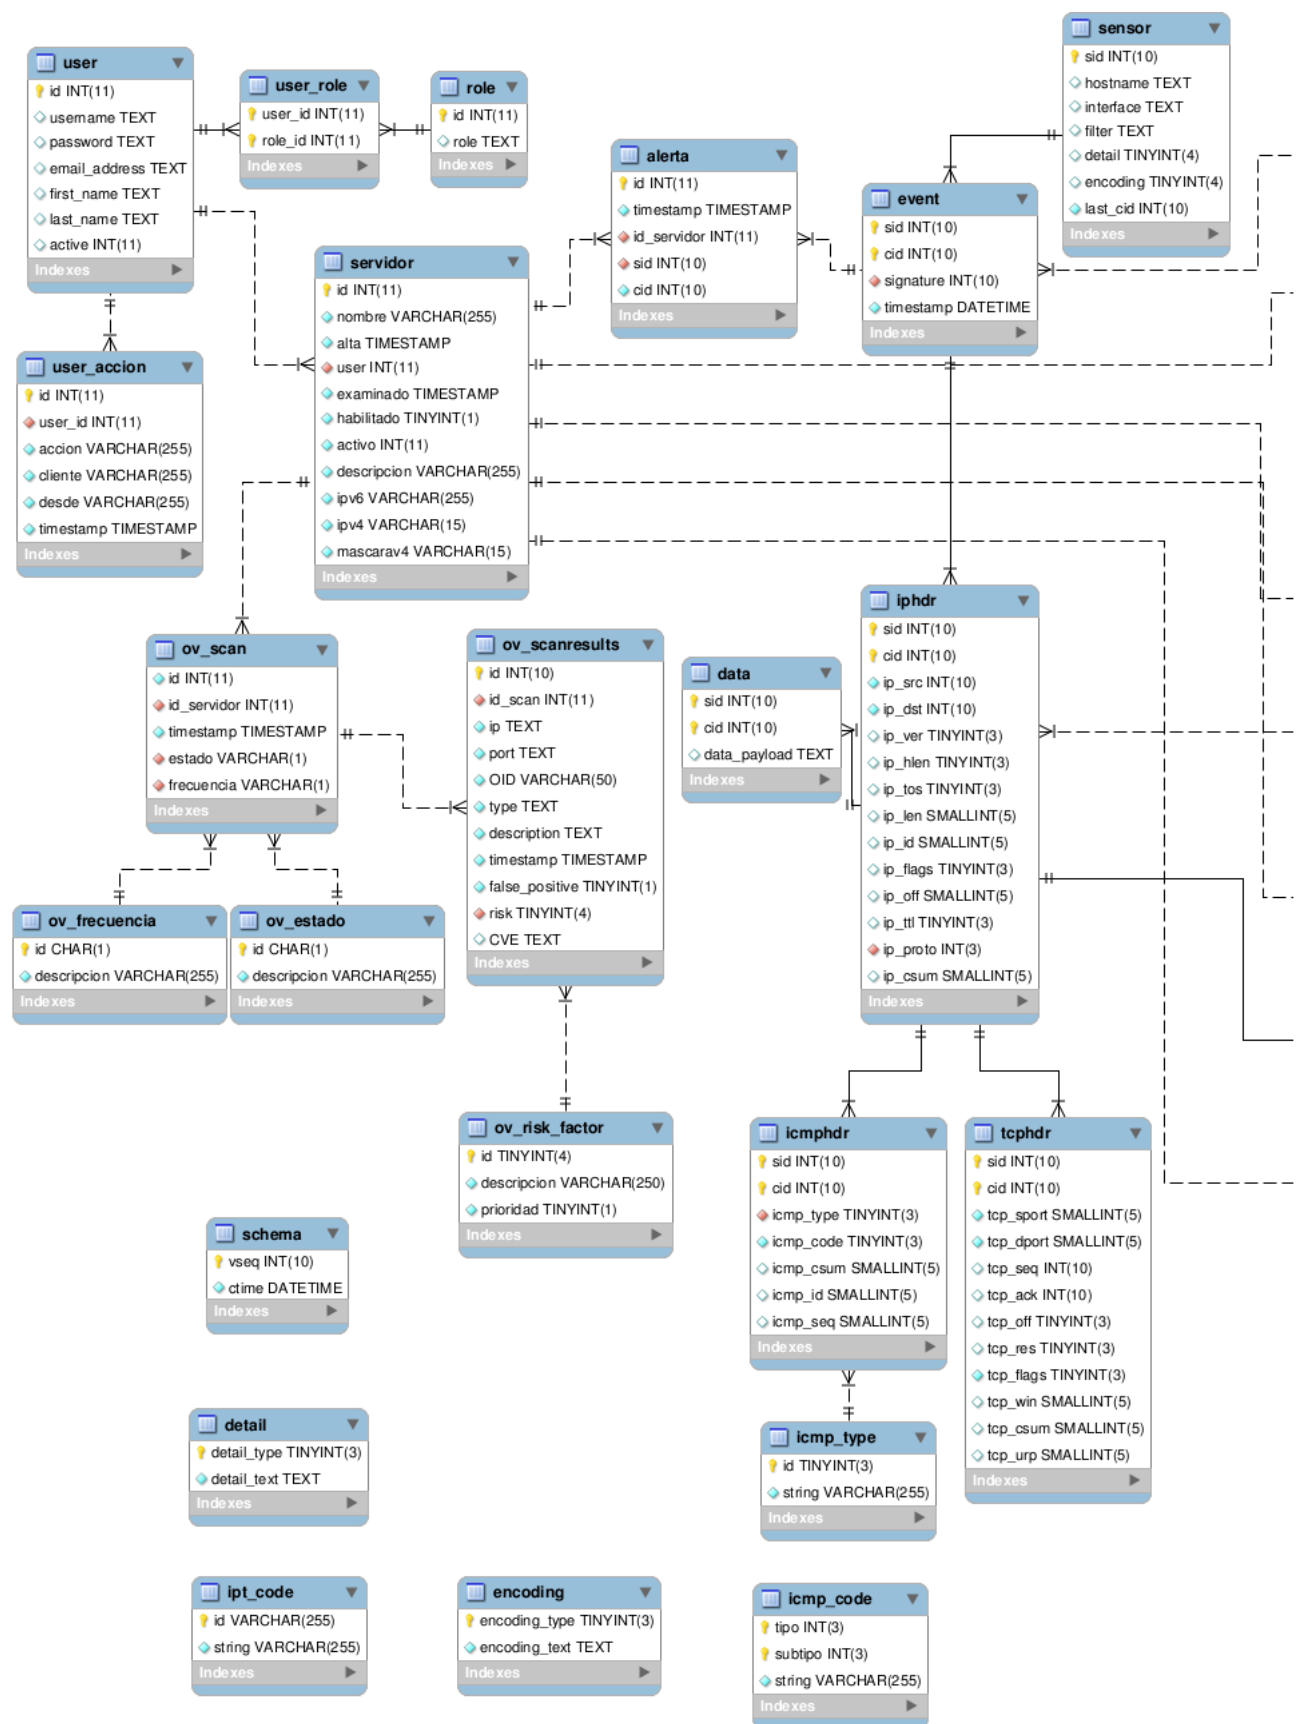 user
id INT(11)
username TEXT
password TEXT
email_address TEXT
first_name TEXT
last_name TEXT
active INT(11)
Indexes
user_role
user_id INT(11)
role_id INT(11)
Indexes
role
id INT(11)
role TEXT
Indexes
sensor
sid INT(10)
hostname TEXT
interface TEXT
filter TEXT
detail TINYINT(4)
encoding TINYINT(4)
last_cid INT(10)
Indexes
alerta
id INT(11)
timestamp TIMESTAMP
id_servidor INT(11)
sid INT(10)
cid INT(10)
Indexes
event
sid INT(10)
cid INT(10)
signature INT(10)
timestamp DATETIME
Indexes
servidor
id INT(11)
nombre VARCHAR(255)
alta TIMESTAMP
user INT(11)
examinado TIMESTAMP
habilitado TINYINT(1)
activo INT(11)
descripcion VARCHAR(255)
ipv6 VARCHAR(255)
ipv4 VARCHAR(15)
mascarav4 VARCHAR(15)
Indexes
user_accion
id INT(11)
user_id INT(11)
accion VARCHAR(255)
cliente VARCHAR(255)
desde VARCHAR(255)
timestamp TIMESTAMP
Indexes
ov_scan
id INT(11)
id_servidor INT(11)
timestamp TIMESTAMP
estado VARCHAR(1)
frecuencia VARCHAR(1)
Indexes
ov_scanresults
id INT(10)
id_scan INT(11)
ip TEXT
port TEXT
OID VARCHAR(50)
type TEXT
description TEXT
timestamp TIMESTAMP
false_positive TINYINT(1)
risk TINYINT(4)
CVE TEXT
Indexes
data
sid INT(10)
cid INT(10)
data_payload TEXT
Indexes
iphdr
sid INT(10)
cid INT(10)
ip_src INT(10)
ip_dst INT(10)
ip_ver TINYINT(3)
ip_hlen TINYINT(3)
ip_tos TINYINT(3)
ip_len SMALLINT(5)
ip_id SMALLINT(5)
ip_flags TINYINT(3)
ip_off SMALLINT(5)
ip_ttl TINYINT(3)
ip_proto INT(3)
ip_csum SMALLINT(5)
Indexes
ov_frecuencia
id CHAR(1)
descripcion VARCHAR(255)
Indexes
ov_estado
id CHAR(1)
descripcion VARCHAR(255)
Indexes
ov_risk_factor
id TINYINT(4)
descripcion VARCHAR(250)
prioridad TINYINT(1)
Indexes
icmphdr
sid INT(10)
cid INT(10)
icmp_type TINYINT(3)
icmp_code TINYINT(3)
icmp_csum SMALLINT(5)
icmp_id SMALLINT(5)
icmp_seq SMALLINT(5)
Indexes
tcphdr
sid INT(10)
cid INT(10)
tcp_sport SMALLINT(5)
tcp_dport SMALLINT(5)
tcp_seq INT(10)
tcp_ack INT(10)
tcp_off TINYINT(3)
tcp_res TINYINT(3)
tcp_flags TINYINT(3)
tcp_win SMALLINT(5)
tcp_csum SMALLINT(5)
tcp_urp SMALLINT(5)
Indexes
schema
vseq INT(10)
ctime DATETIME
Indexes
detail
detail_type TINYINT(3)
detail_text TEXT
Indexes
icmp_type
id TINYINT(3)
string VARCHAR(255)
Indexes
ipt_code
id VARCHAR(255)
string VARCHAR(255)
Indexes
encoding
encoding_type TINYINT(3)
encoding_text TEXT
Indexes
icmp_code
tipo INT(3)
subtipo INT(3)
string VARCHAR(255)
Indexes